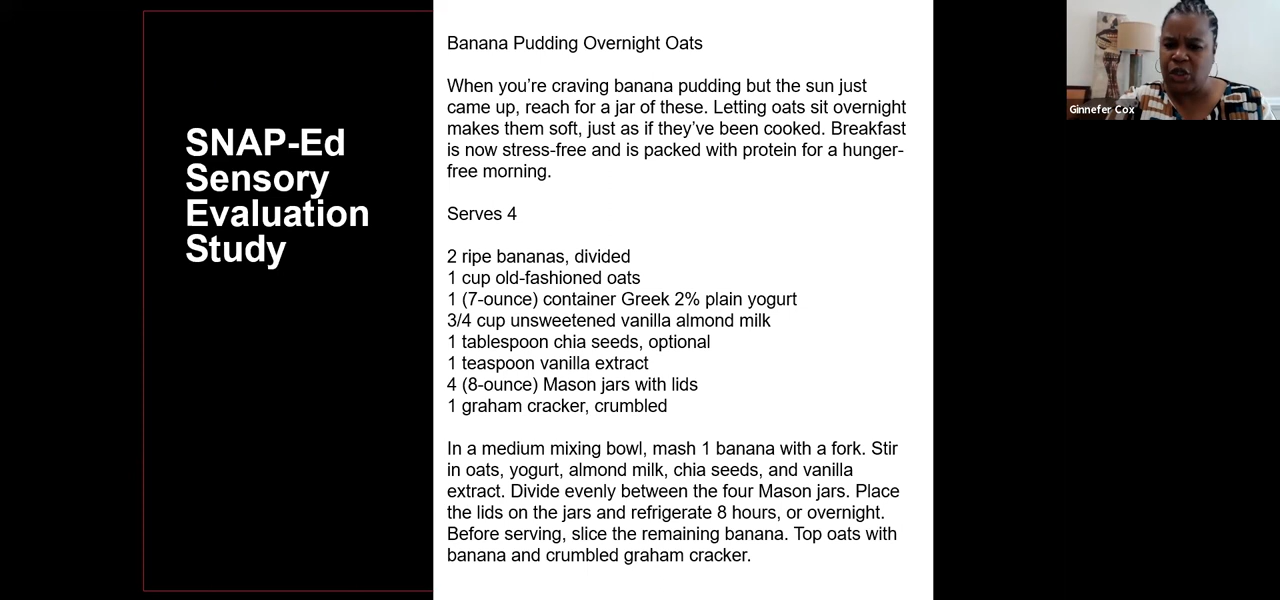 SNAP-Ed
Sensory
Evaluation
Study
Banana Pudding Overnight Oats
When you’re craving banana pudding but the sun just
came up, reach for a jar of these. Letting oats sit overnight
makes them soft, just as if they’ve been cooked. Breakfast
is now stress-free and is packed with protein for a hunger-
free morning.
Serves 4
2 ripe bananas, divided
1 cup old-fashioned oats
1 (7-ounce) container Greek 2% plain yogurt
3/4 cup unsweetened vanilla almond milk
1 tablespoon chia seeds, optional
1 teaspoon vanilla extract
4 (8-ounce) Mason jars with lids
1 graham cracker, crumbled
In a medium mixing bowl, mash 1 banana with a fork. Stir
in oats, yogurt, almond milk, chia seeds, and vanilla
extract. Divide evenly between the four Mason jars. Place
the lids on the jars and refrigerate 8 hours, or overnight.
Before serving, slice the remaining banana. Top oats with
banana and crumbled graham cracker.
Ginnefer Cox